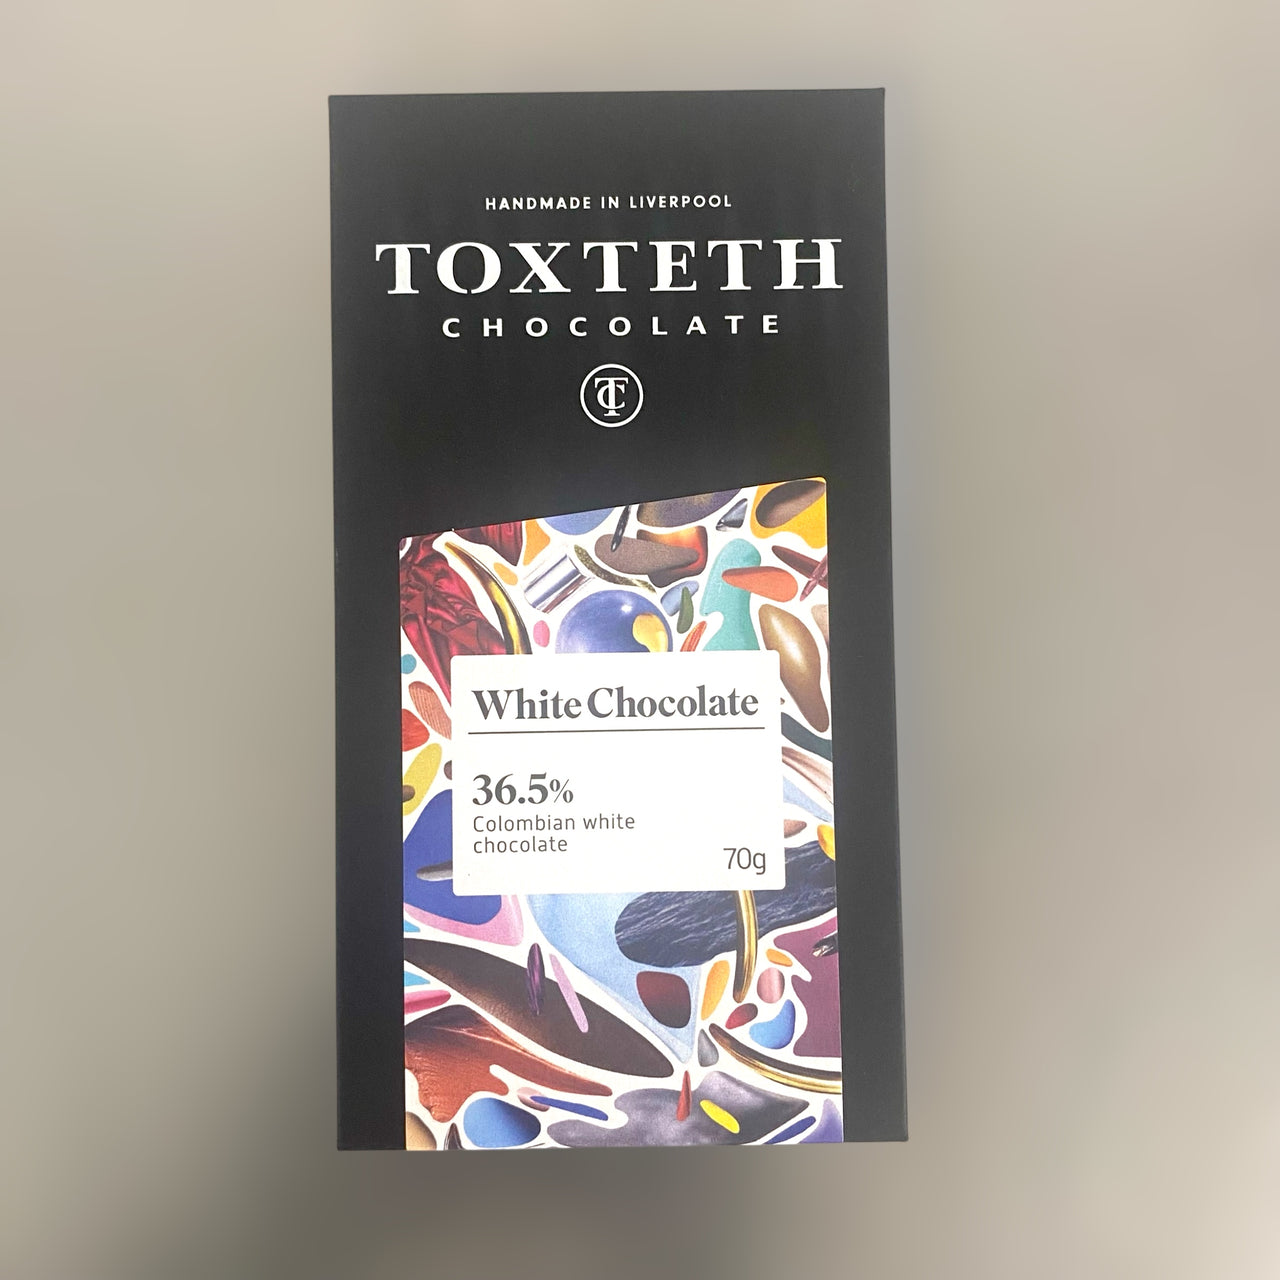 HANDMADE IN LIVERPOOL
TOXTETH
CHOCOLATE
TC
White Chocolate
36.5%
Colombian white
chocolate
70g